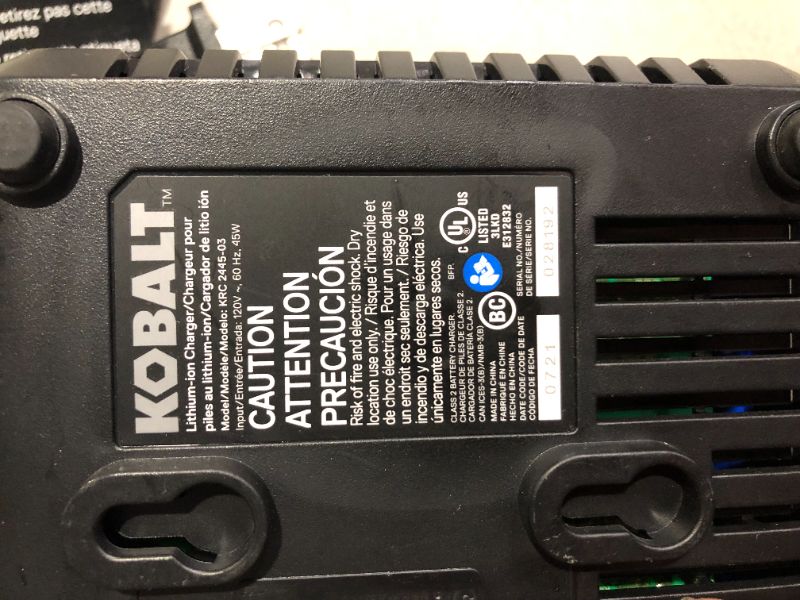 etirez pas cette
uette
KOBALT™
Lithium-ion Charger/Chargeur pour
piles au lithium-ion/Cargador de litio ión
Model/Modèle/Modelo: KRC 2445-03
Input/Entrée/Entrada: 120V ~, 60 Hz, 45W
CAUTION
ATTENTION
PRECAUCIÓN
Risk of fire and electric shock. Dry
location use only. / Risque d'incendie et
de choc électrique. Pour un usage dans
un endroit sec seulement. / Riesgo de
incendio y de descarga eléctrica. Use
únicamente en lugares secos.
CLASS 2 BATTERY CHARGER. BFP.
CHARGEUR DE PILES DE CLASSE 2.
CARGADOR DE BATERÍA CLASE 2.
CAN ICES-3(B)/NMB-3(B)
MADE IN CHINA
FABRIQUÉ EN CHINE
HECHO EN CHINA
C UL US
LISTED
3LKD
E312832
BC
DATE CODE/CODE DE DATE
CÓDIGO DE FECHA
0721
SERIAL NO./NUMÉRO
DE SÉRIE/SERIE NO.
028192